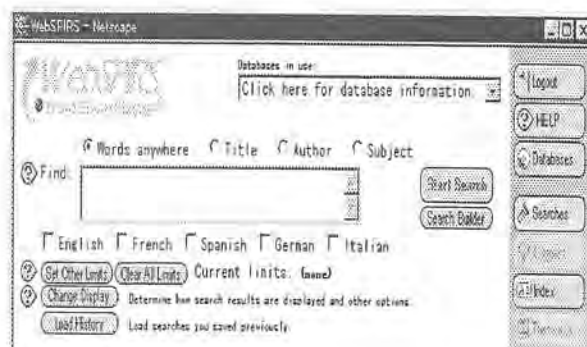 WebSPIRS - Netscape
Databases in use:
Click here for database information.
Logout
HELP
Databases
Words anywhere Title Author Subject
Find
Start Search
Search Builder
Searches
English French Spanish German Italian
Set Other Limits Clear All Limits Current limits: (none)
Change Display Determine how search results are displayed and other options.
Index
Load History Load searches you saved previously.